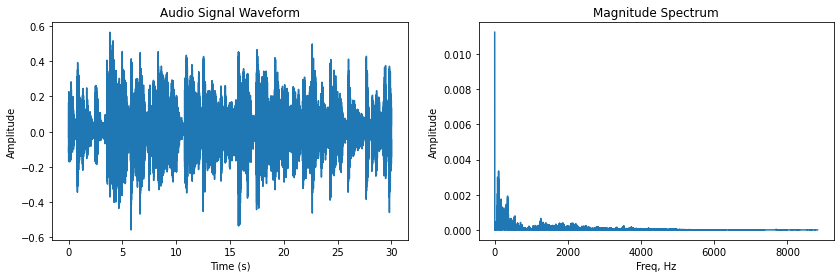 Audio Signal Waveform
Amplitude
0.6
0.4
0.2
0.0
−0.2
−0.4
−0.6
0 5 10 15 20 25 30
Time (s)
Magnitude Spectrum
Amplitude
0.010
0.008
0.006
0.004
0.002
0.000
0 2000 4000 6000 8000
Freq, Hz